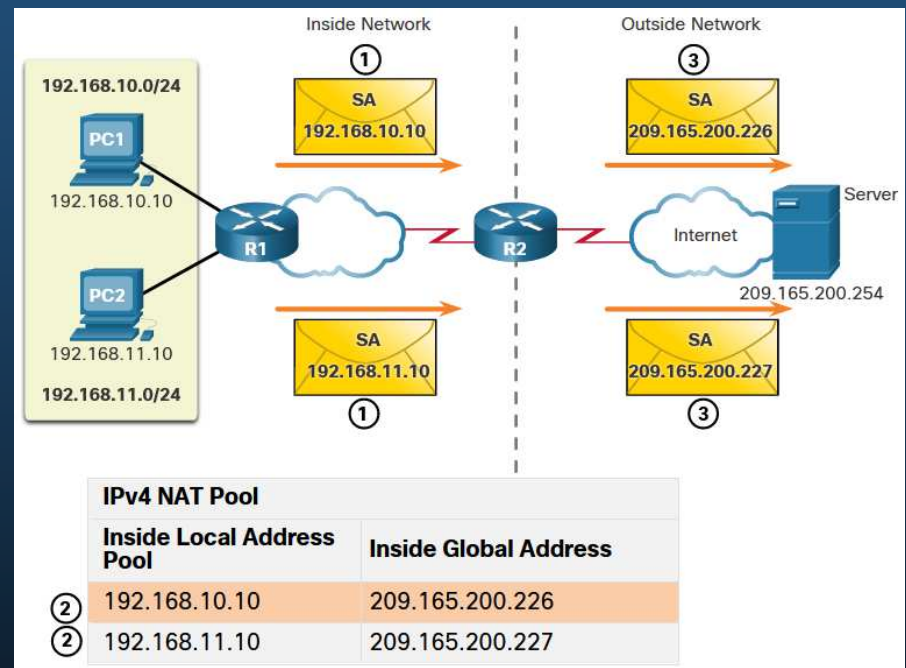 Inside Network
Outside Network
1
3
192.168.10.0/24
SA
192.168.10.10
SA
209.165.200.226
PC1
192.168.10.10
Server
R1
R2
Internet
PC2
209.165.200.254
192.168.11.10
SA
192.168.11.10
SA
209.165.200.227
192.168.11.0/24
1
3
IPv4 NAT Pool
Inside Local Address
Pool
Inside Global Address
2 192.168.10.10 209.165.200.226
2 192.168.11.10 209.165.200.227